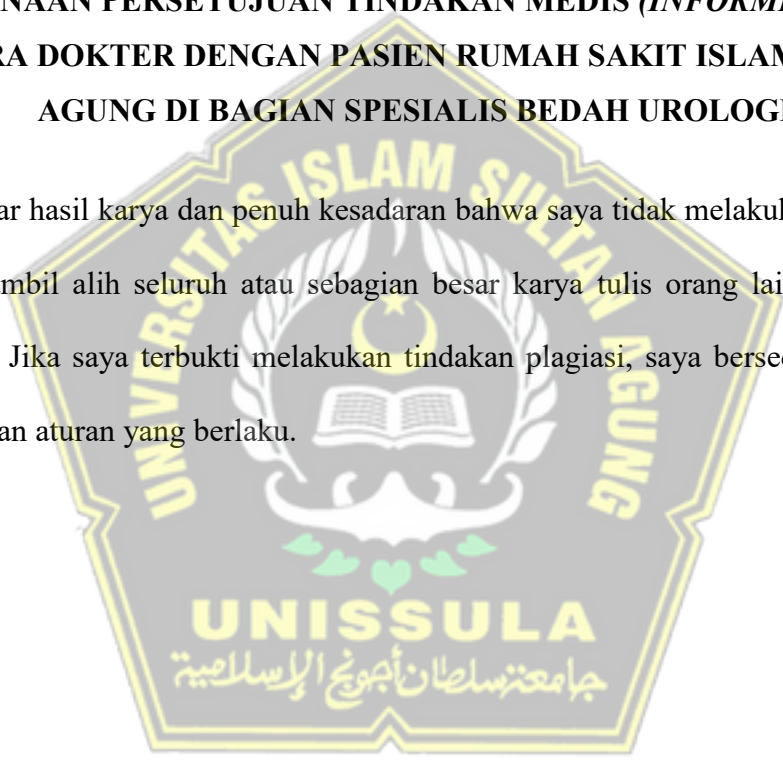 NAAN PERSETUJUAN TINDAKAN MEDIS (INFORM
RA DOKTER DENGAN PASIEN RUMAH SAKIT ISLAM
AGUNG DI BAGIAN SPESIALIS BEDAH UROLOGI
ar hasil karya dan penuh kesadaran bahwa saya tidak melakuk
mbil alih seluruh atau sebagian besar karya tulis orang lai
Jika saya terbukti melakukan tindakan plagiasi, saya berse
an aturan yang berlaku.
UNIVERSITAS ISLAM SULTAN AGUNG
UNISSULA
جامعة سلطان أجونج الإسلامية